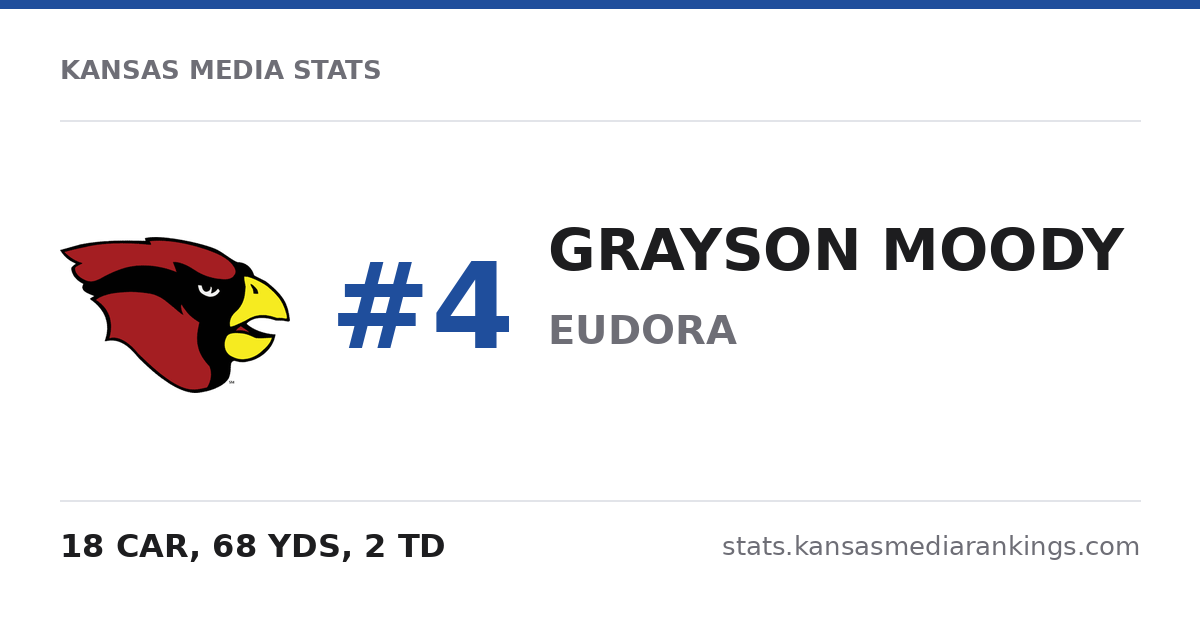 KANSAS MEDIA STATS
#4
GRAYSON MOODY
EUDORA
18 CAR, 68 YDS, 2 TD
stats.kansasmediarankings.com